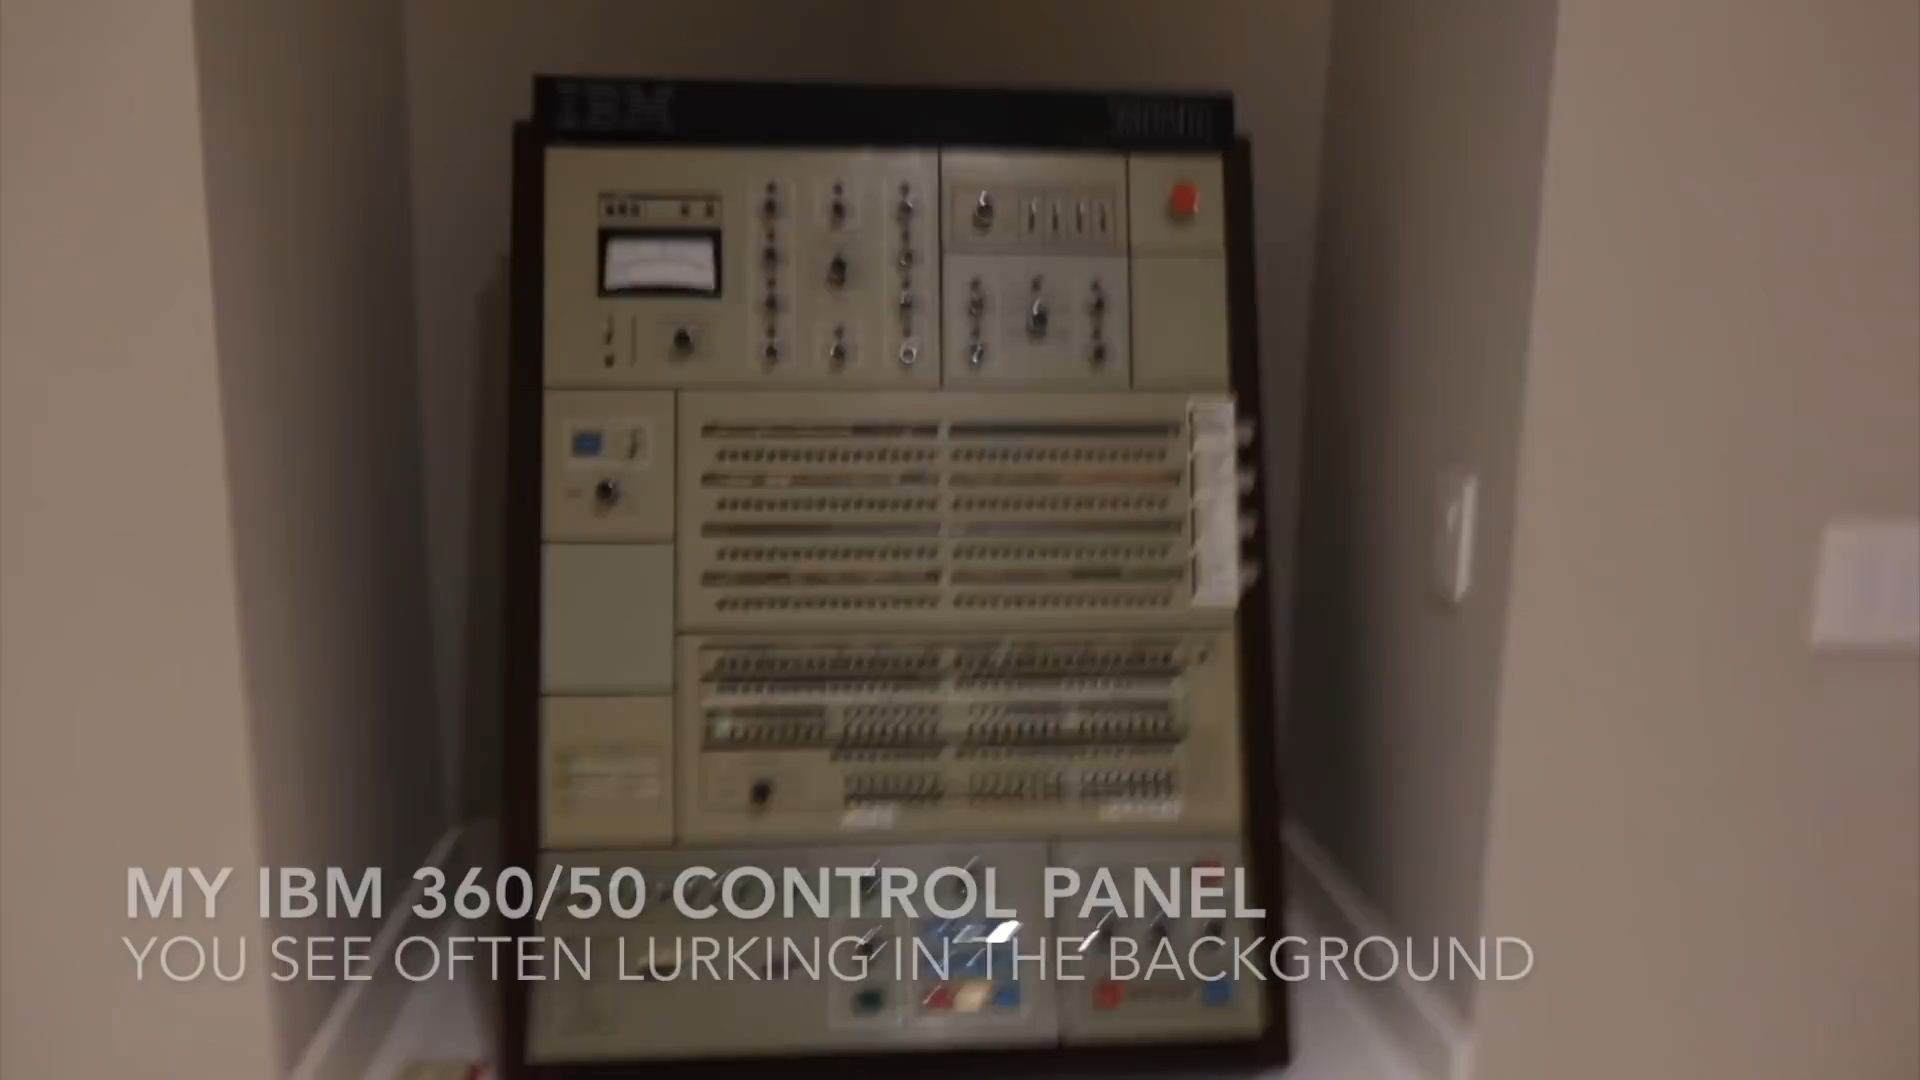 IBM
MY IBM 360/50 CONTROL PANEL
YOU SEE OFTEN LURKING IN THE BACKGROUND